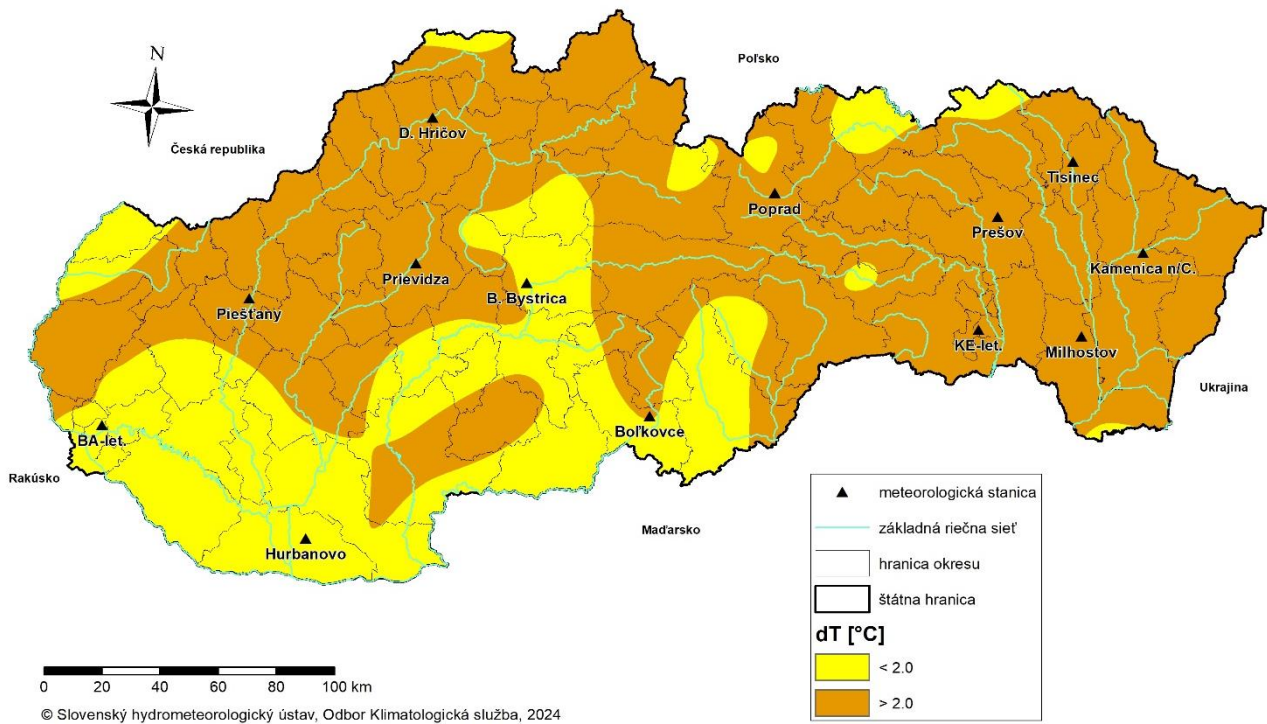 N
Poľsko
D. Hričov
Česká republika
Tisinec
Poprad
Prešov
Prievidza
Kamenica n/C.
B. Bystrica
Piešťany
KE-let.
Milhostov
Ukrajina
Boľkovce
BA-let.
Rakúsko
Maďarsko
Hurbanovo
meteorologická stanica
základná riečna sieť
hranica okresu
štátna hranica
dT [°C]
< 2.0
> 2.0
0 20 40 60 80 100 km
© Slovenský hydrometeorologický ústav, Odbor Klimatologická služba, 2024